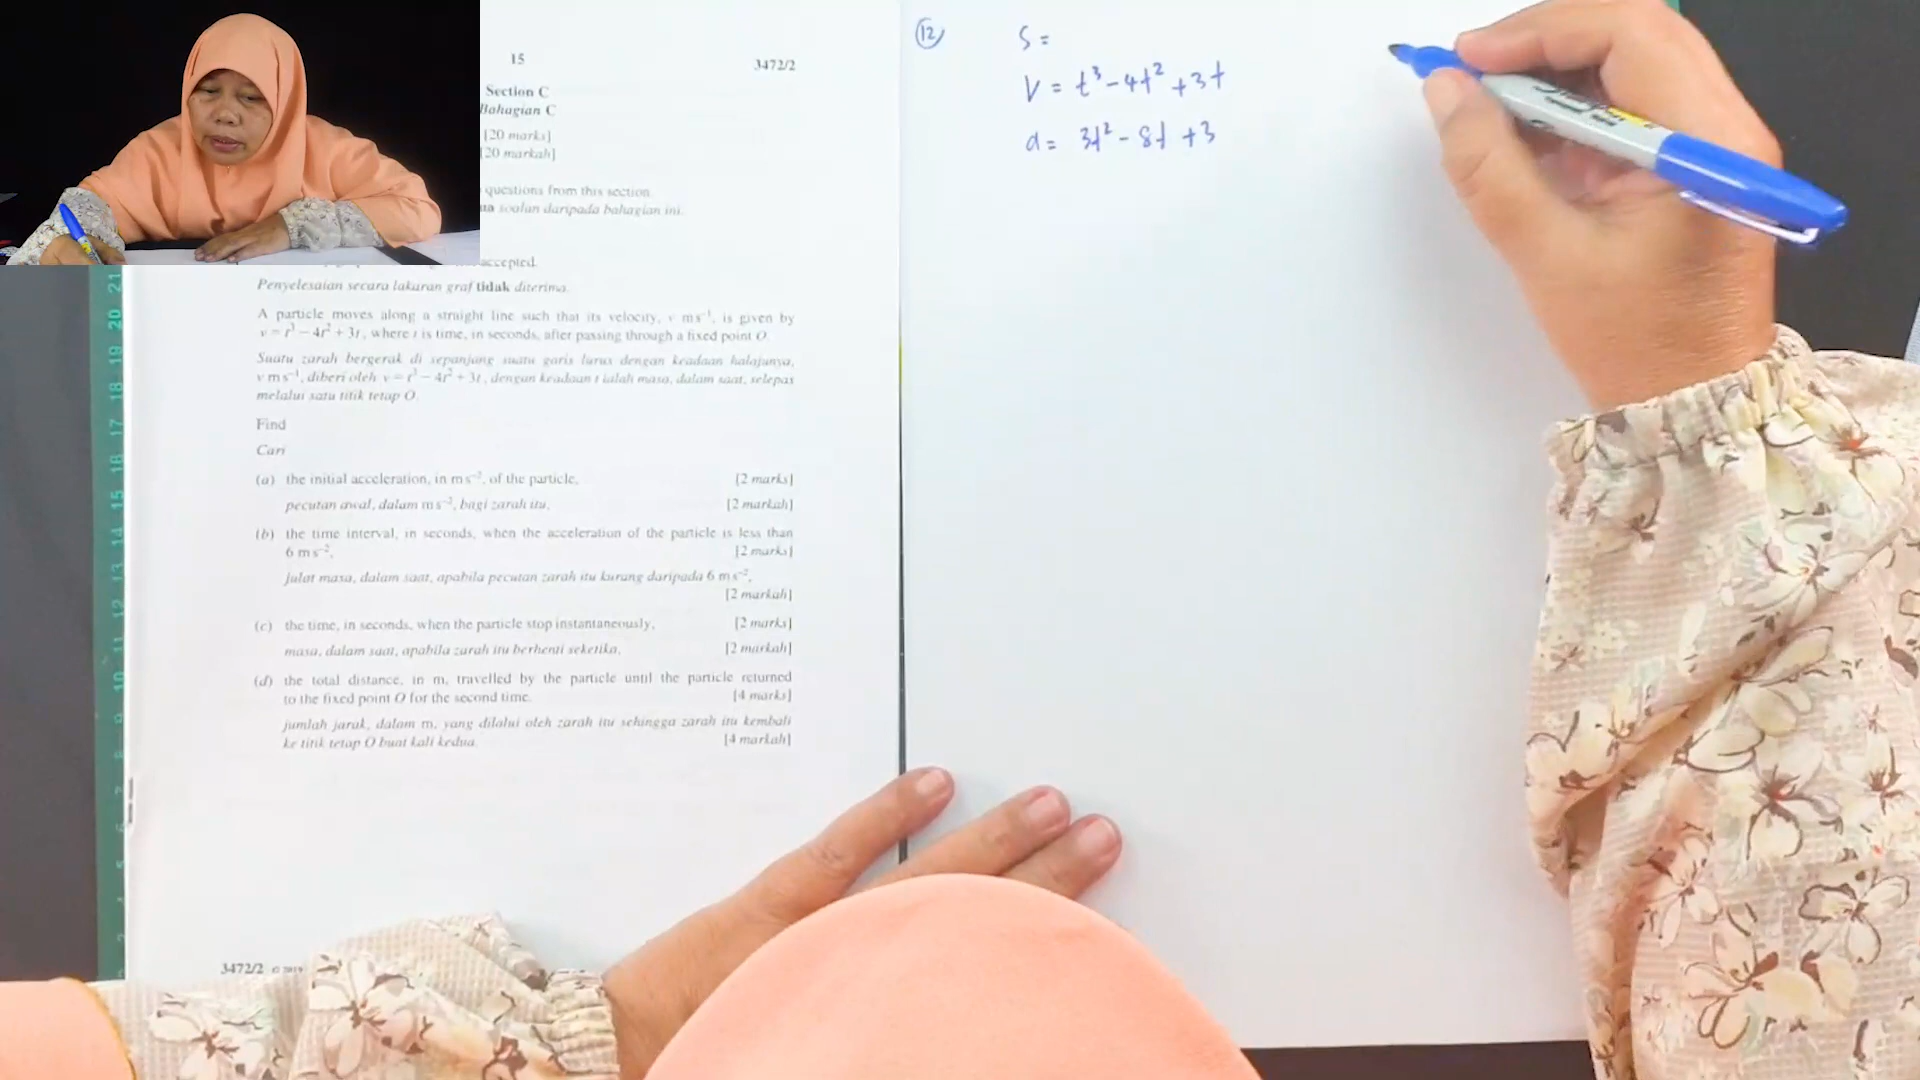 15
3472/2
Section C
Bahagian C
[20 marks]
[20 markah]
questions from this section.
soalan daripada bahagian ini.
accepted.
Penyelesaian secara lakaran graf tidak diterima.
A particle moves along a straight line such that its velocity, v ms⁻¹, is given by
v = t³ − 4t² + 3t, where t is time, in seconds, after passing through a fixed point O.
Suatu zarah bergerak di sepanjang suatu garis lurus dengan keadaan halajunya,
v ms⁻¹, diberi oleh v = t³ − 4t² + 3t, dengan keadaan t ialah masa, dalam saat, selepas
melalui satu titik tetap O.
Find
Cari
(a) the initial acceleration, in ms⁻², of the particle, [2 marks]
pecutan awal, dalam ms⁻², bagi zarah itu, [2 markah]
(b) the time interval, in seconds, when the acceleration of the particle is less than
6 ms⁻², [2 marks]
julat masa, dalam saat, apabila pecutan zarah itu kurang daripada 6 ms⁻²,
[2 markah]
(c) the time, in seconds, when the particle stop instantaneously, [2 marks]
masa, dalam saat, apabila zarah itu berhenti seketika, [2 markah]
(d) the total distance, in m, travelled by the particle until the particle returned
to the fixed point O for the second time. [4 marks]
jumlah jarak, dalam m, yang dilalui oleh zarah itu sehingga zarah itu kembali
ke titik tetap O buat kali kedua. [4 markah]
3472/2 © 2019
12
S =
V = t³ - 4t² + 3t
a = 3t² - 8t + 3